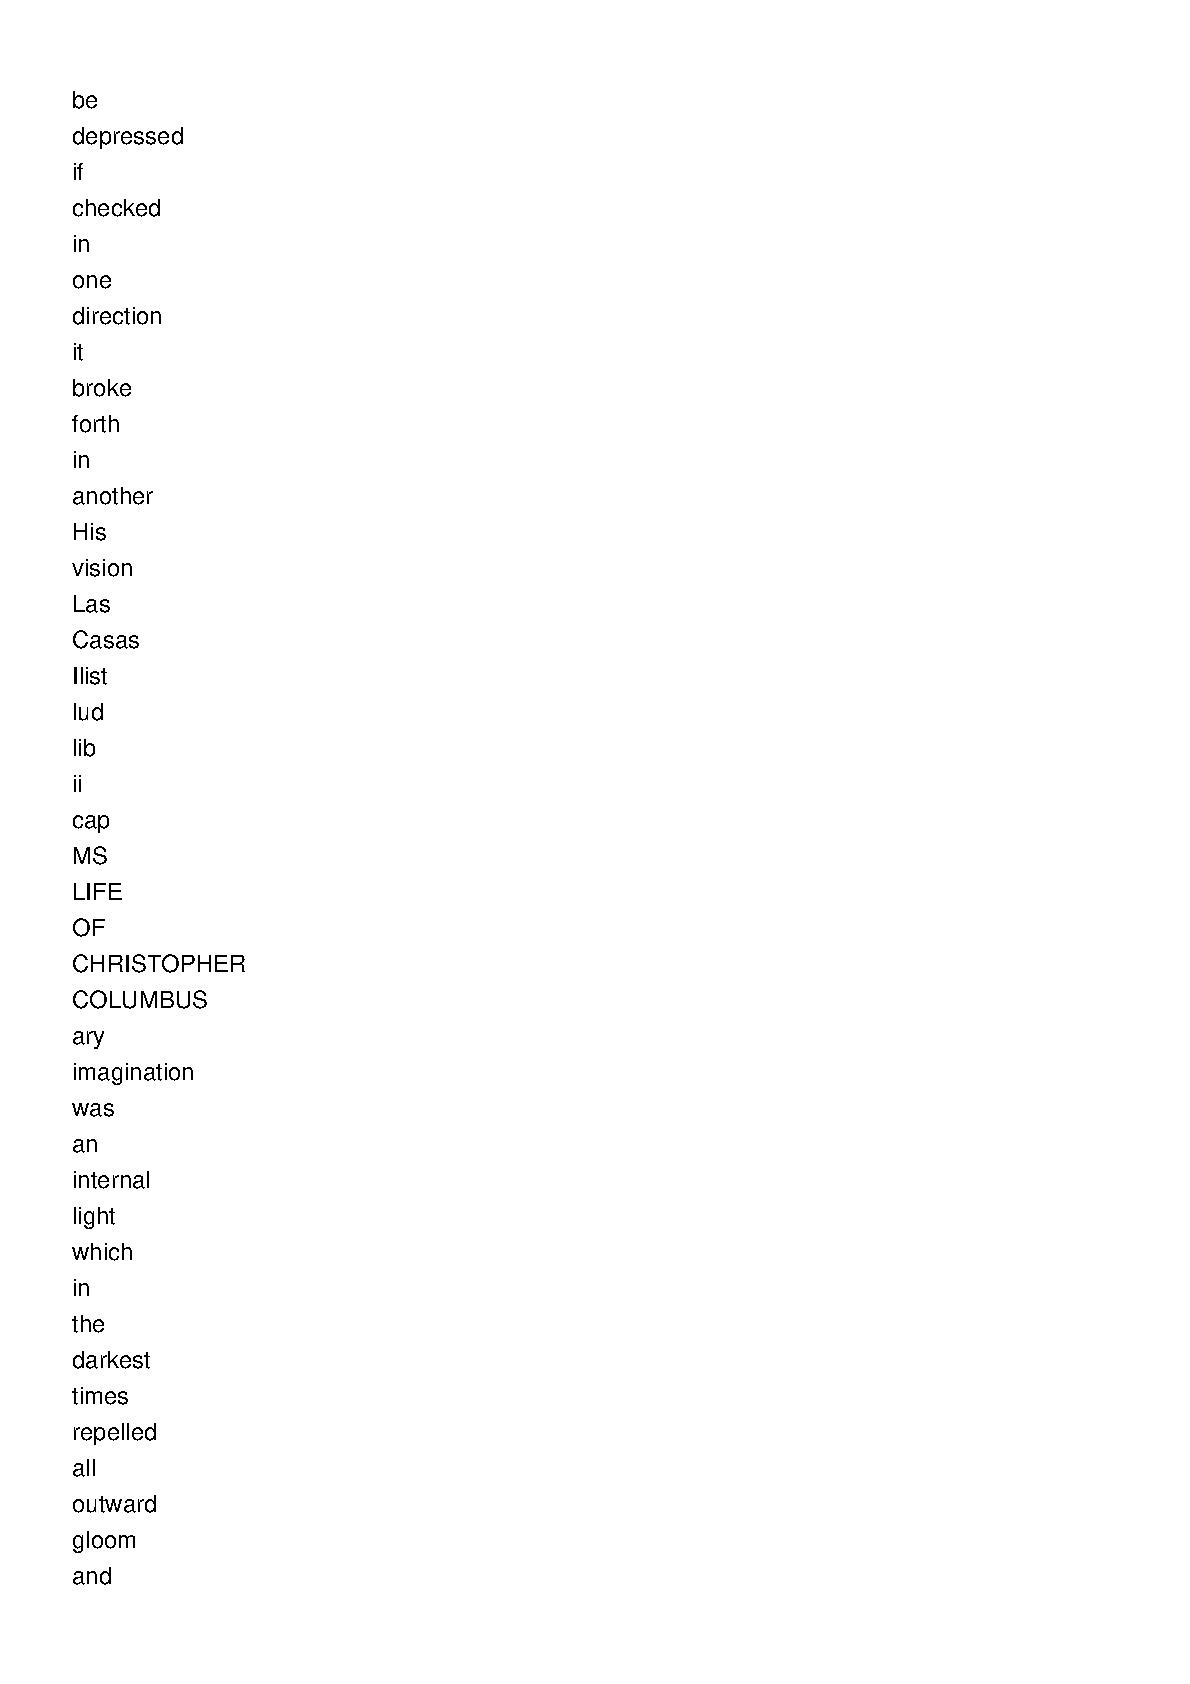 be
depressed
if
checked
in
one
direction
it
broke
forth
in
another
His
vision
Las
Casas
Ilist
lud
lib
ii
cap
MS
LIFE
OF
CHRISTOPHER
COLUMBUS
ary
imagination
was
an
internal
light
which
in
the
darkest
times
repelled
all
outward
gloom
and